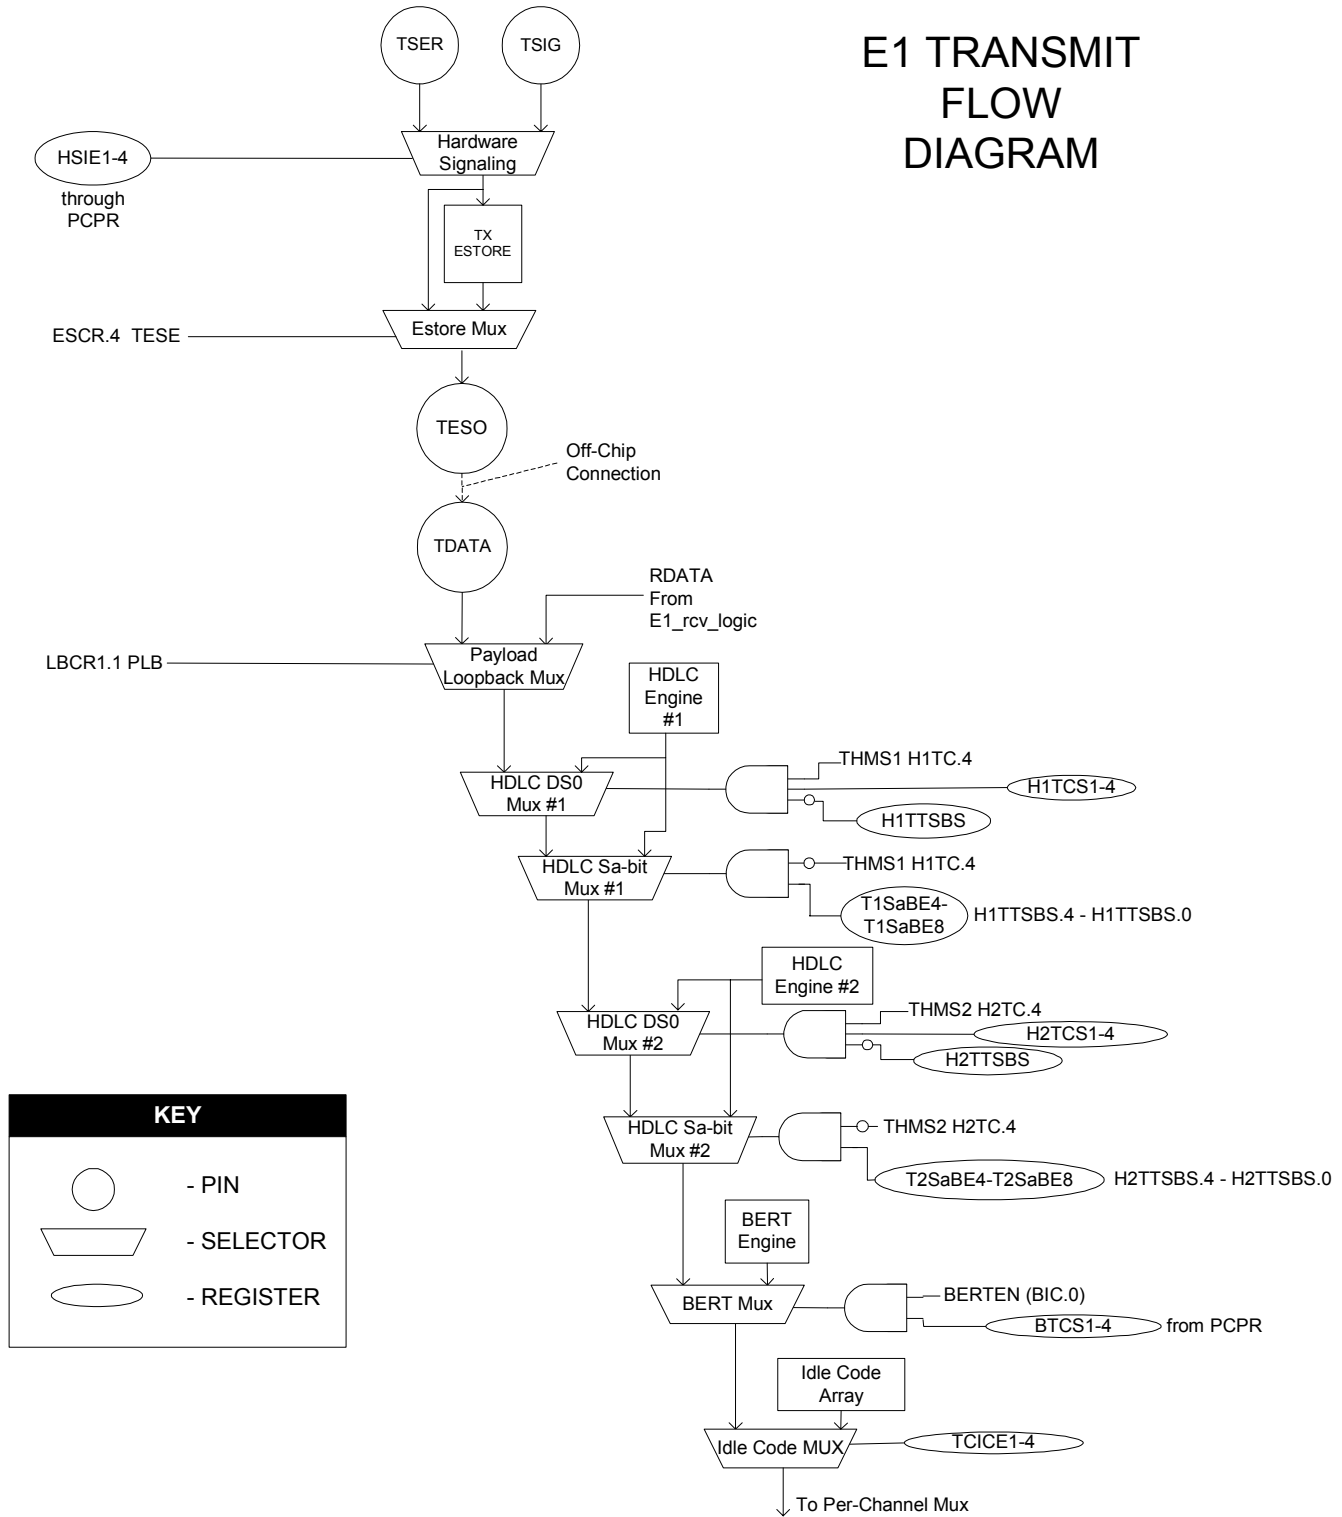 TSER
TSIG
E1 TRANSMIT
FLOW
DIAGRAM
Hardware
Signaling
HSIE1-4
through
PCPR
TX
ESTORE
Estore Mux
ESCR.4 TESE
TESO
Off-Chip
Connection
TDATA
RDATA
From
E1_rcv_logic
LBCR1.1 PLB
Payload
Loopback Mux
HDLC
Engine
#1
THMS1 H1TC.4
HDLC DS0
Mux #1
H1TCS1-4
H1TTSBS
HDLC Sa-bit
Mux #1
THMS1 H1TC.4
T1SaBE4-
T1SaBE8
H1TTSBS.4 - H1TTSBS.0
HDLC
Engine #2
THMS2 H2TC.4
HDLC DS0
Mux #2
H2TCS1-4
H2TTSBS
HDLC Sa-bit
Mux #2
THMS2 H2TC.4
T2SaBE4-T2SaBE8
H2TTSBS.4 - H2TTSBS.0
KEY
- PIN
- SELECTOR
- REGISTER
BERT
Engine
BERT Mux
BERTEN (BIC.0)
BTCS1-4
from PCPR
Idle Code
Array
Idle Code MUX
TCICE1-4
To Per-Channel Mux